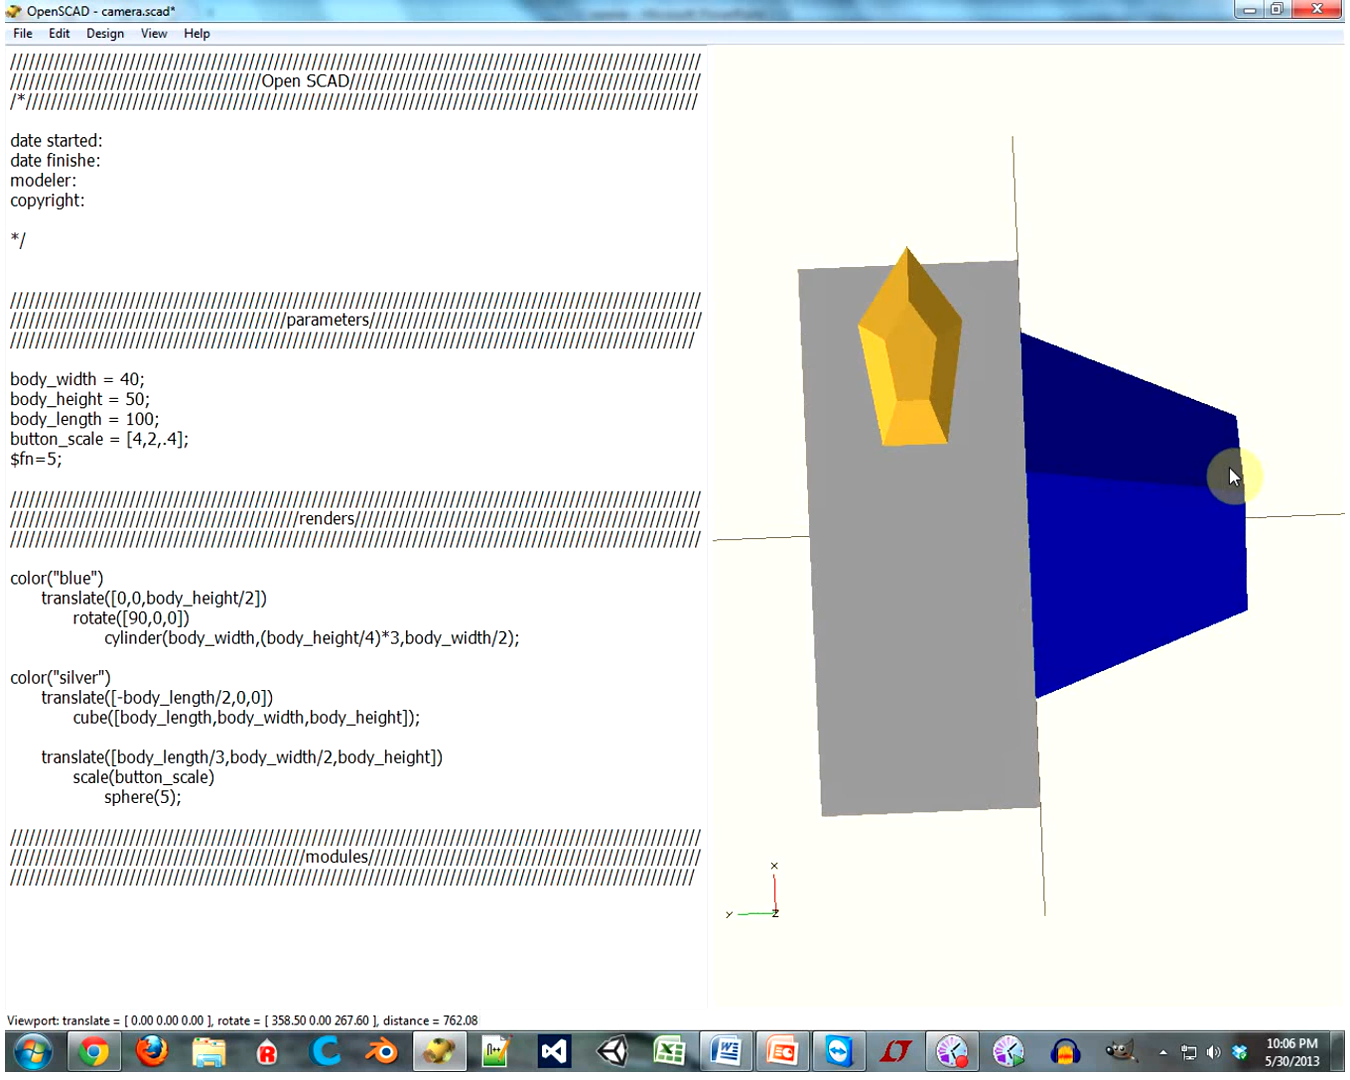 OpenSCAD - camera.scad*
File Edit Design View Help
//////////////////////////////////////////////////////////////////////////////////////////
/////////////////////////////////Open SCAD//////////////////////////////////////////////
/*////////////////////////////////////////////////////////////////////////////////////////
date started:
date finishe:
modeler:
copyright:
*/
//////////////////////////////////////////////////////////////////////////////////////////
////////////////////////////////////parameters///////////////////////////////////////////
/////////////////////////////////////////////////////////////////////////////////////////
body_width = 40;
body_height = 50;
body_length = 100;
button_scale = [4,2,.4];
$fn=5;
//////////////////////////////////////////////////////////////////////////////////////////
//////////////////////////////////////renders/////////////////////////////////////////////
//////////////////////////////////////////////////////////////////////////////////////////
color("blue")
translate([0,0,body_height/2])
rotate([90,0,0])
cylinder(body_width,(body_height/4)*3,body_width/2);
color("silver")
translate([-body_length/2,0,0])
cube([body_length,body_width,body_height]);
translate([body_length/3,body_width/2,body_height])
scale(button_scale)
sphere(5);
//////////////////////////////////////////////////////////////////////////////////////////
///////////////////////////////////////modules///////////////////////////////////////////
/////////////////////////////////////////////////////////////////////////////////////////
x
y
z
Viewport: translate = [ 0.00 0.00 0.00 ], rotate = [ 358.50 0.00 267.60 ], distance = 762.08
10:06 PM
5/30/2013